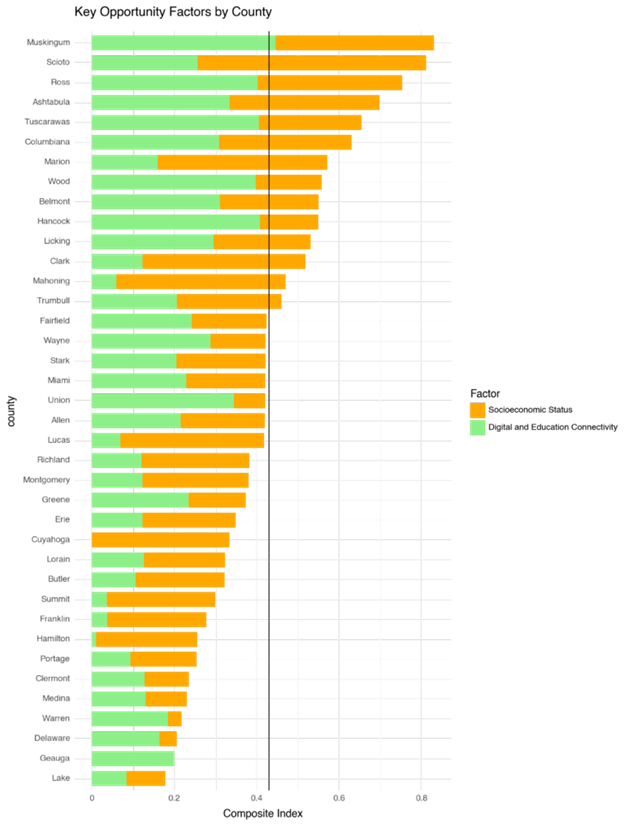 Key Opportunity Factors by County
Muskingum
Scioto
Ross
Ashtabula
Tuscarawas
Columbiana
Marion
Wood
Belmont
Hancock
Licking
Clark
Mahoning
Trumbull
Fairfield
Wayne
Stark
Miami
Union
Allen
Lucas
Richland
Montgomery
Greene
Erie
Cuyahoga
Lorain
Butler
Summit
Franklin
Hamilton
Portage
Clermont
Medina
Warren
Delaware
Geauga
Lake
county
0 0.2 0.4 0.6 0.8
Composite Index
Factor
Socioeconomic Status
Digital and Education Connectivity